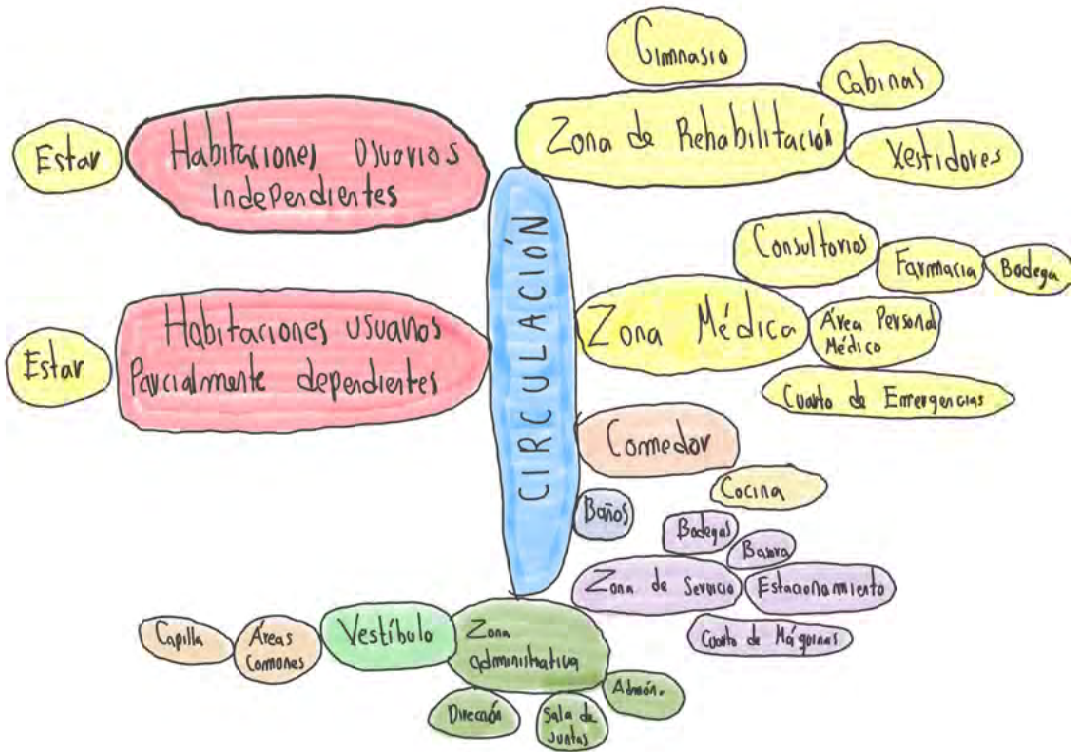 Gimnasio
Cabinas
Zona de Rehabilitación
Vestidores
Estar
Habitaciones Usuarios
Independientes
CIRCULACIÓN
Consultorios
Farmacia
Bodega
Zona Médica
Área Personal
Médico
Cuarto de Emergencias
Estar
Habitaciones usuarios
Parcialmente dependientes
Comedor
Cocina
Baños
Bodegas
Basura
Zona de Servicio
Estacionamiento
Cuarto de Máquinas
Capilla
Áreas
Comunes
Vestíbulo
Zona
administrativa
Dirección
Sala de
juntas
Admón.